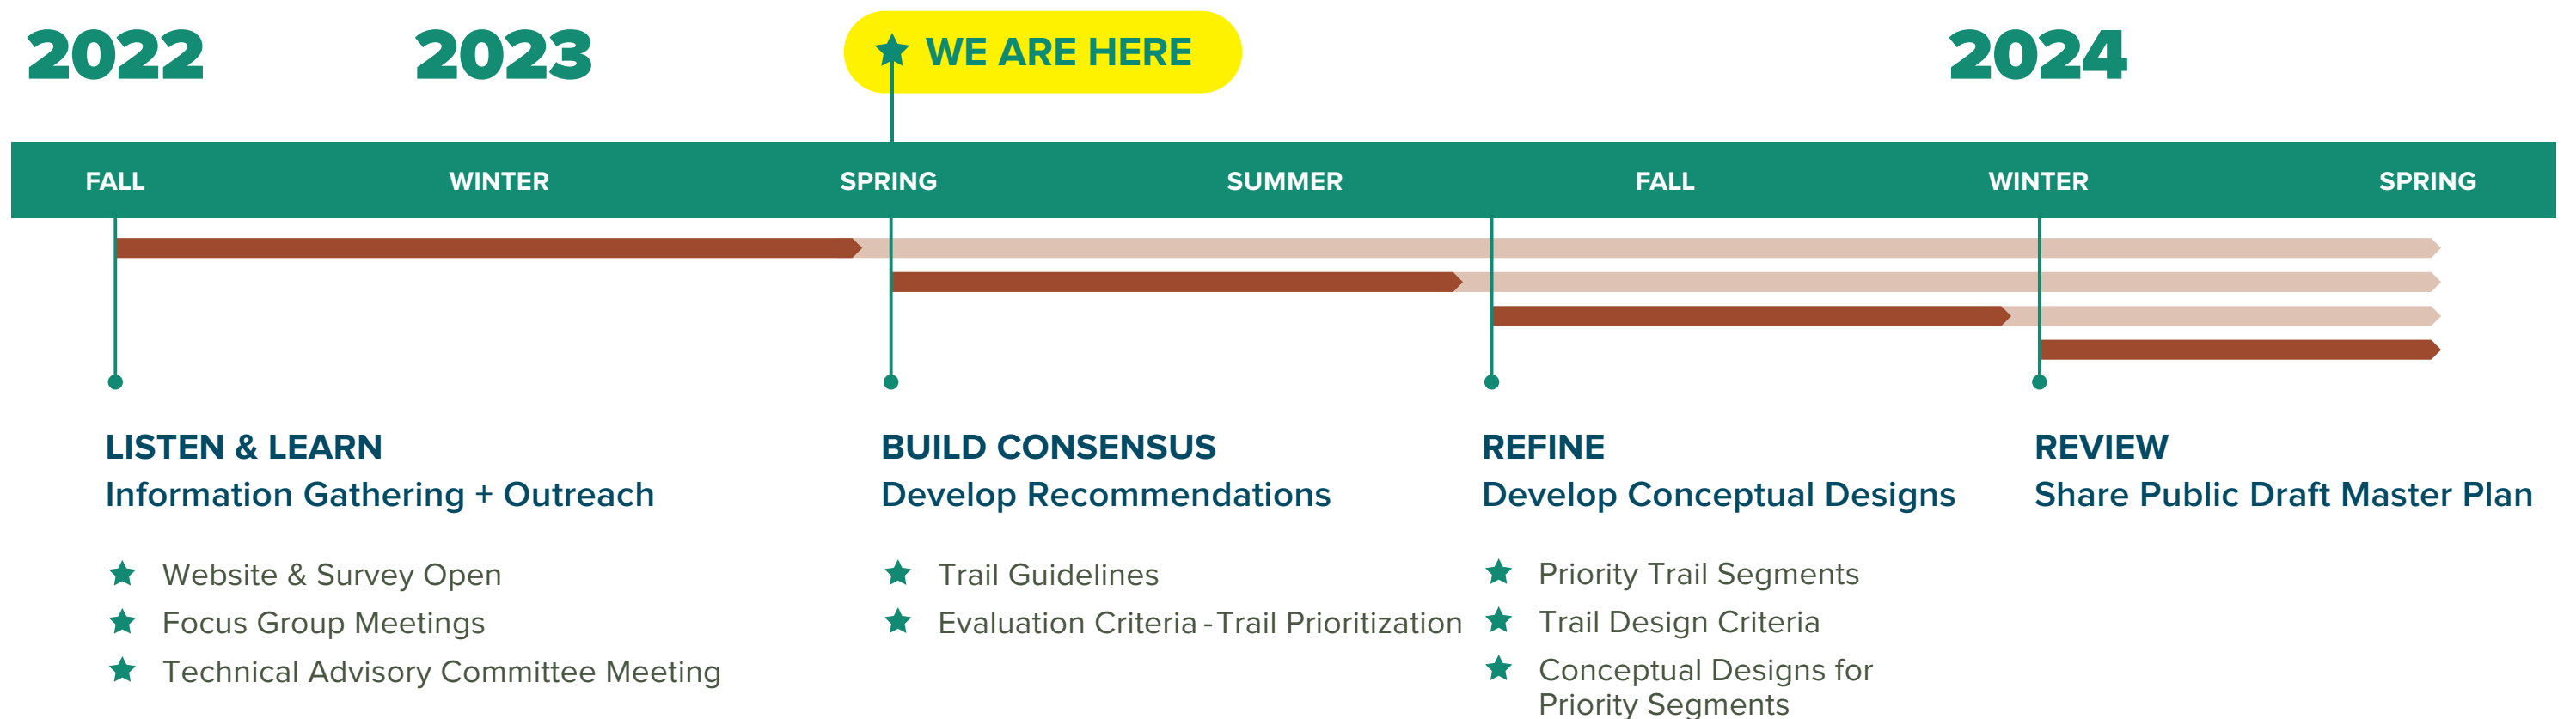 2022
2023
WE ARE HERE
2024
FALL
WINTER
SPRING
SUMMER
FALL
WINTER
SPRING
LISTEN & LEARN
Information Gathering + Outreach
Website & Survey Open
Focus Group Meetings
Technical Advisory Committee Meeting
BUILD CONSENSUS
Develop Recommendations
Trail Guidelines
Evaluation Criteria - Trail Prioritization
REFINE
Develop Conceptual Designs
Priority Trail Segments
Trail Design Criteria
Conceptual Designs for
Priority Segments
REVIEW
Share Public Draft Master Plan